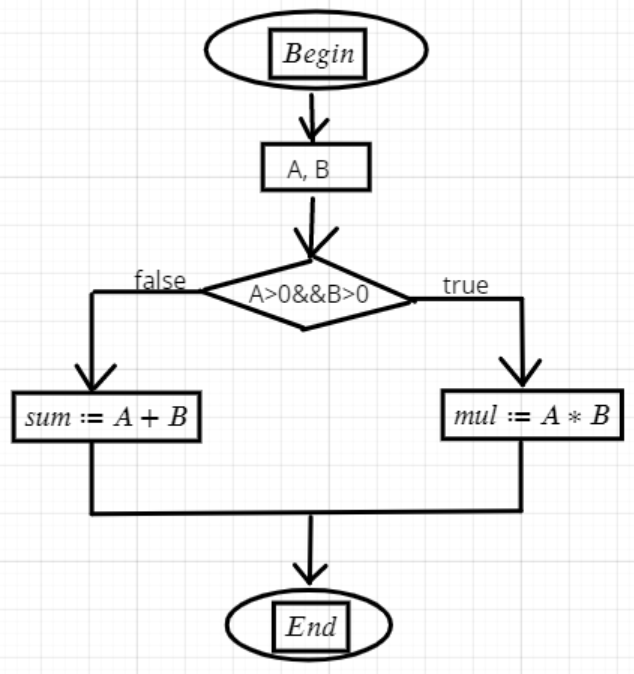 Begin
A, B
A>0&&B>0
false
true
sum := A + B
mul := A * B
End